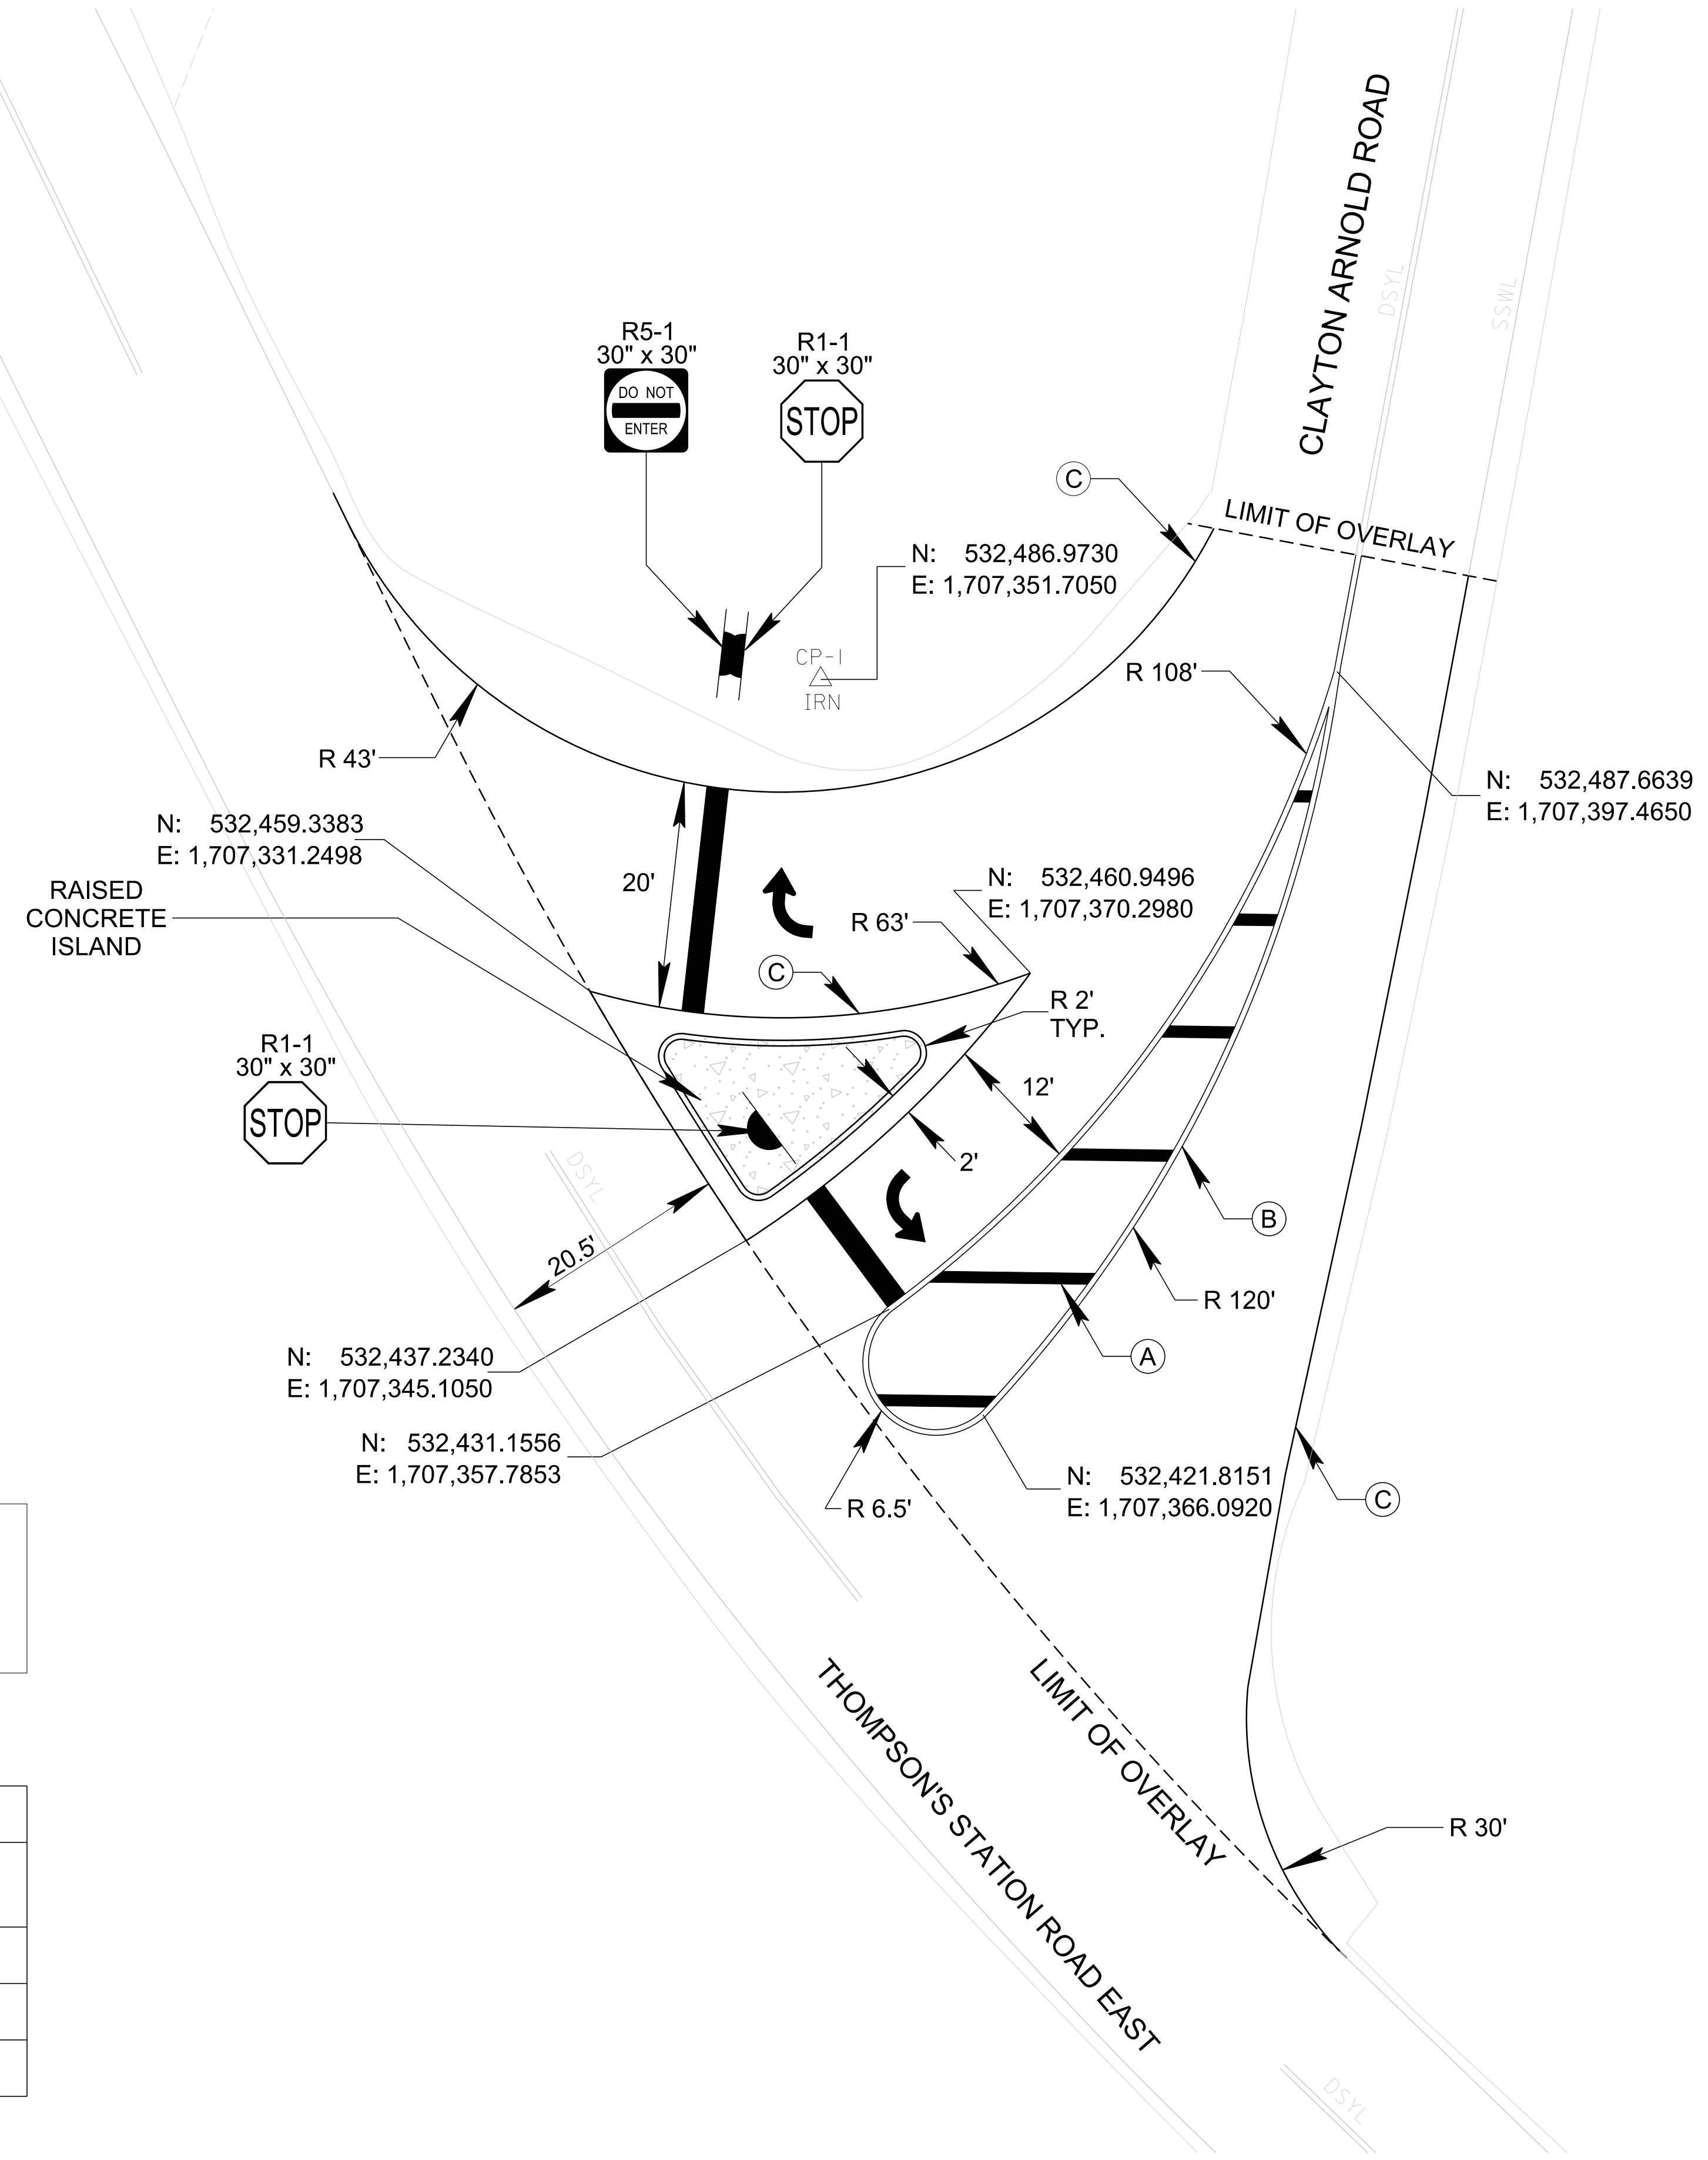 CLAYTON ARNOLD ROAD
DSYL
SSWL
R5-1
30" x 30"
DO NOT
ENTER
R1-1
30" x 30"
STOP
C
LIMIT OF OVERLAY
N: 532,486.9730
E: 1,707,351.7050
CP-1
IRN
R 108'
R 43'
N: 532,487.6639
E: 1,707,397.4650
N: 532,459.3383
E: 1,707,331.2498
RAISED
CONCRETE
ISLAND
20'
N: 532,460.9496
E: 1,707,370.2980
R 63'
C
R 2'
TYP.
R1-1
30" x 30"
STOP
12'
2'
DSYL
B
20.5'
R 120'
A
N: 532,437.2340
E: 1,707,345.1050
N: 532,431.1556
E: 1,707,357.7853
N: 532,421.8151
E: 1,707,366.0920
R 6.5'
C
LIMIT OF OVERLAY
THOMPSON'S STATION ROAD EAST
R 30'
DSYL